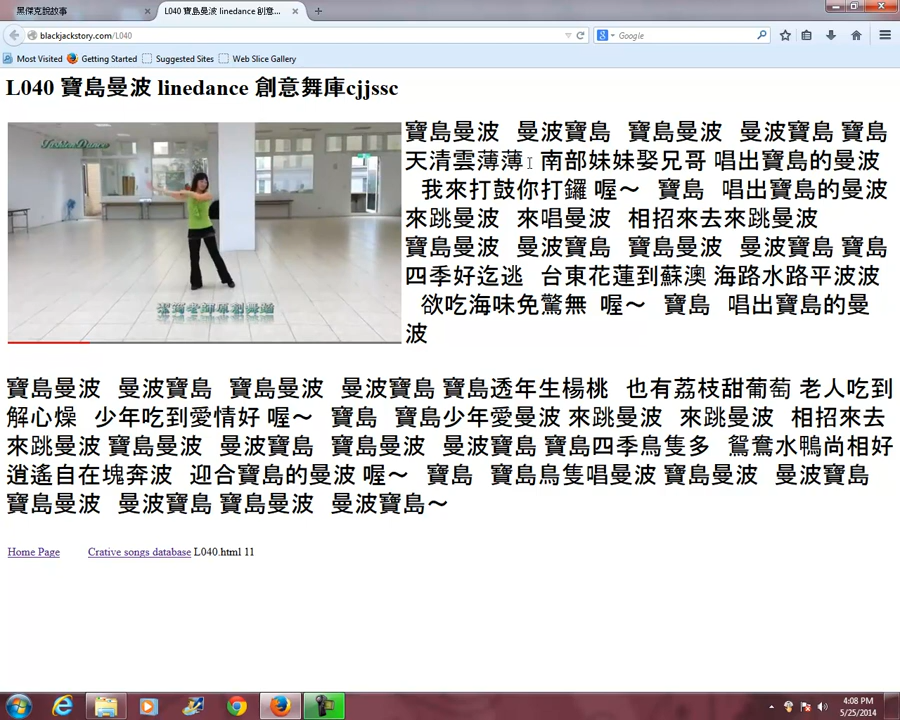 黑傑克說故事
L040 寶島曼波 linedance 創意...
blackjackstory.com/L040
Google
Most Visited Getting Started Suggested Sites Web Slice Gallery
L040 寶島曼波 linedance 創意舞庫cjjssc
FashionDance
原創舞蹈
寶島曼波 曼波寶島 寶島曼波 曼波寶島 寶島
天清雲薄薄 南部妹妹娶兄哥 唱出寶島的曼波
我來打鼓你打鑼 喔～ 寶島 唱出寶島的曼波
來跳曼波 來唱曼波 相招來去來跳曼波
寶島曼波 曼波寶島 寶島曼波 曼波寶島 寶島
四季好迄逃 台東花蓮到蘇澳 海路水路平波波
欲吃海味免驚無 喔～ 寶島 唱出寶島的曼
波
寶島曼波 曼波寶島 寶島曼波 曼波寶島 寶島透年生楊桃 也有荔枝甜葡萄 老人吃到
解心燥 少年吃到愛情好 喔～ 寶島 寶島少年愛曼波 來跳曼波 來跳曼波 相招來去
來跳曼波 寶島曼波 曼波寶島 寶島曼波 曼波寶島 寶島四季鳥隻多 鴛鴦水鴨尚相好
逍遙自在塊奔波 迎合寶島的曼波 喔～ 寶島 寶島鳥隻唱曼波 寶島曼波 曼波寶島
寶島曼波 曼波寶島 寶島曼波 曼波寶島～
Home Page Crative songs database L040.html 11
4:08 PM
5/25/2014